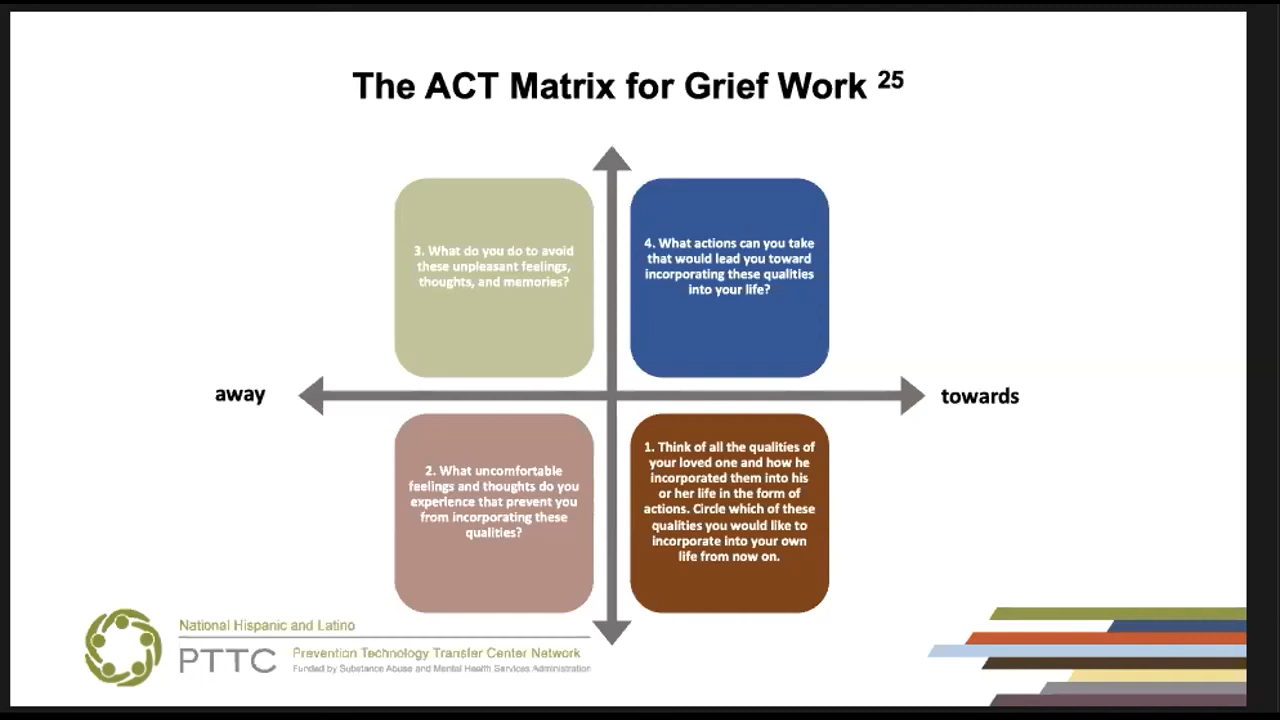 The ACT Matrix for Grief Work 25
3. What do you do to avoid
these unpleasant feelings,
thoughts, and memories?
4. What actions can you take
that would lead you toward
incorporating these qualities
into your life?
away
towards
2. What uncomfortable
feelings and thoughts do you
experience that prevent you
from incorporating these
qualities?
1. Think of all the qualities of
your loved one and how he
incorporated them into his
or her life in the form of
actions. Circle which of these
qualities you would like to
incorporate into your own
life from now on.
National Hispanic and Latino
PTTC
Prevention Technology Transfer Center Network
Funded by Substance Abuse and Mental Health Services Administration